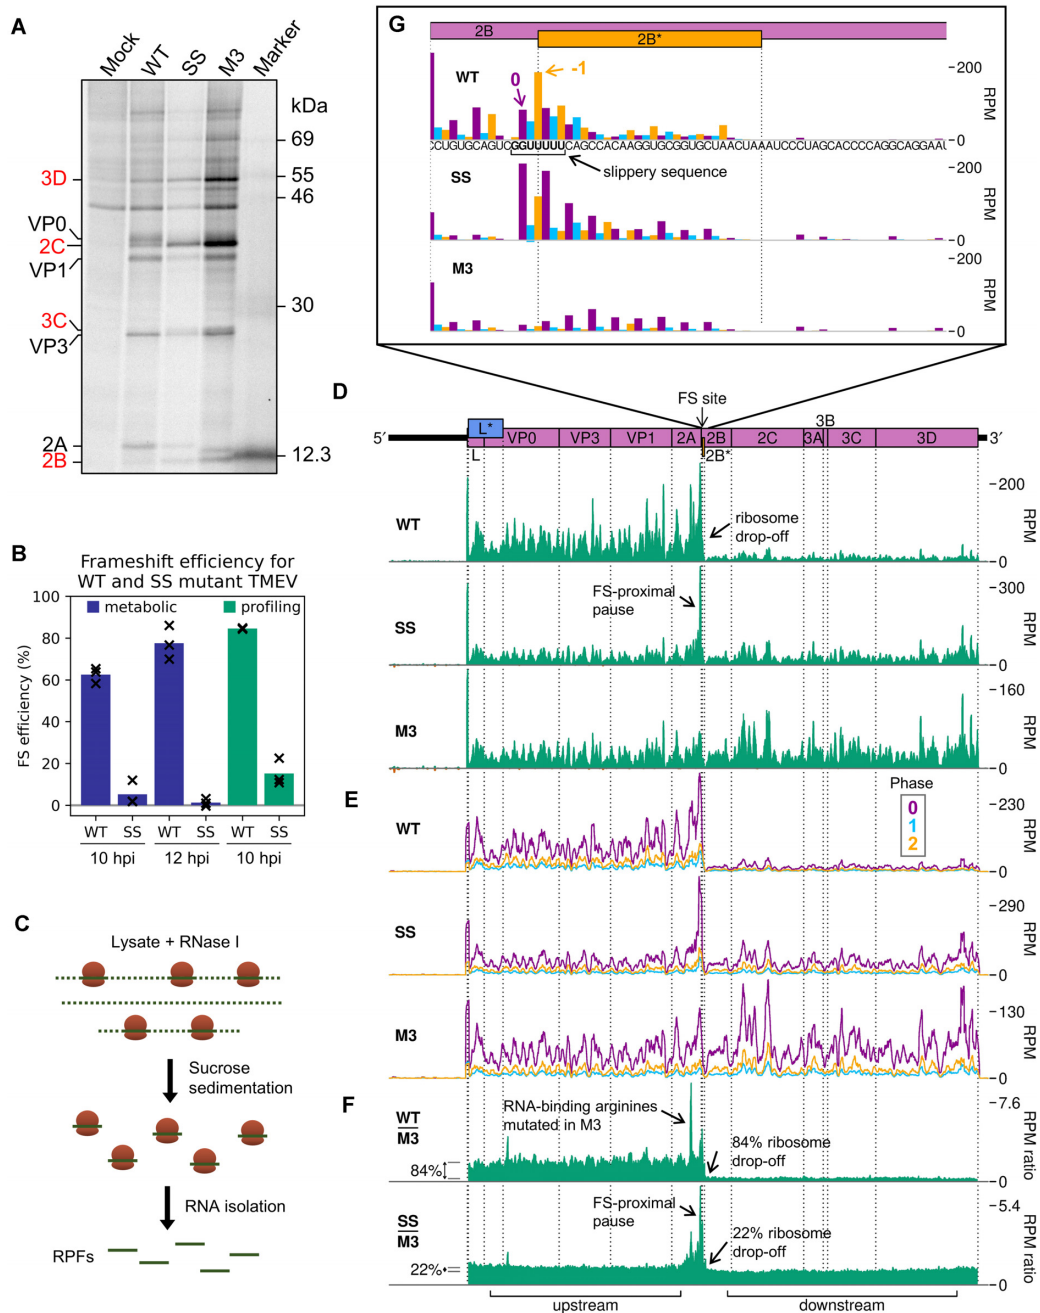 A
Mock
WT
SS
M3
Marker
kDa
69
55
46
30
12.3
3D
VP0
2C
VP1
3C
VP3
2A
2B
B
Frameshift efficiency for
WT and SS mutant TMEV
metabolic
profiling
FS efficiency (%)
100
80
60
40
20
0
WT SS WT SS WT SS
10 hpi 12 hpi 10 hpi
C
Lysate + RNase I
Sucrose
sedimentation
RNA isolation
RPFs
G
2B
2B*
WT
0
-1
200
0
RPM
CCUGUGCAGUCGGUUUUUCAGCCACAAGGUGCGGUGCUAACUAAAUCCCUAGCACCCCAGGCAGGAAU
slippery sequence
SS
200
0
RPM
M3
200
0
RPM
D
FS site
5′
L*
L
VP0
VP3
VP1
2A
2B
2B*
2C
3A
3B
3C
3D
3′
WT
ribosome
drop-off
200
0
RPM
SS
FS-proximal
pause
300
0
RPM
M3
160
0
RPM
E
WT
Phase
0
1
2
230
0
RPM
SS
290
0
RPM
M3
130
0
RPM
F
WT
M3
84%
RNA-binding arginines
mutated in M3
84% ribosome
drop-off
7.6
0
RPM ratio
SS
M3
22%
FS-proximal
pause
22% ribosome
drop-off
5.4
0
RPM ratio
upstream
downstream